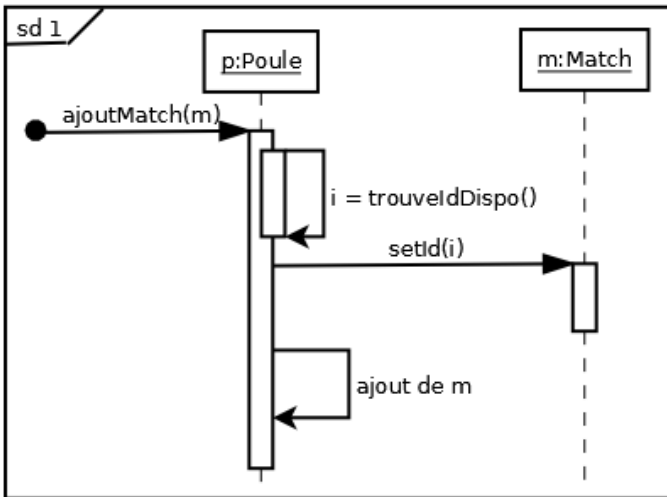 sd 1
p:Poule
m:Match
ajoutMatch(m)
i = trouveIdDispo()
setId(i)
ajout de m